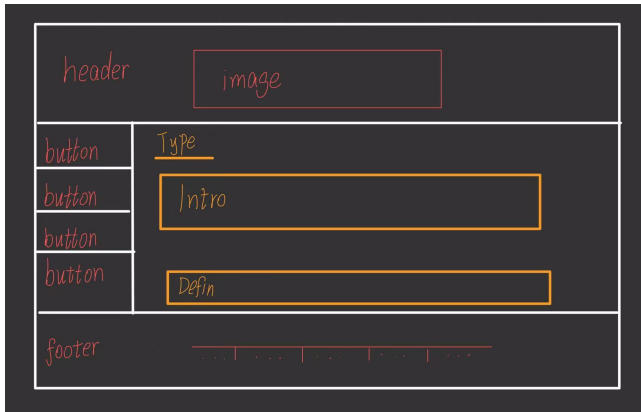 header
image
button
Type
button
Intro
button
button
Defin
footer